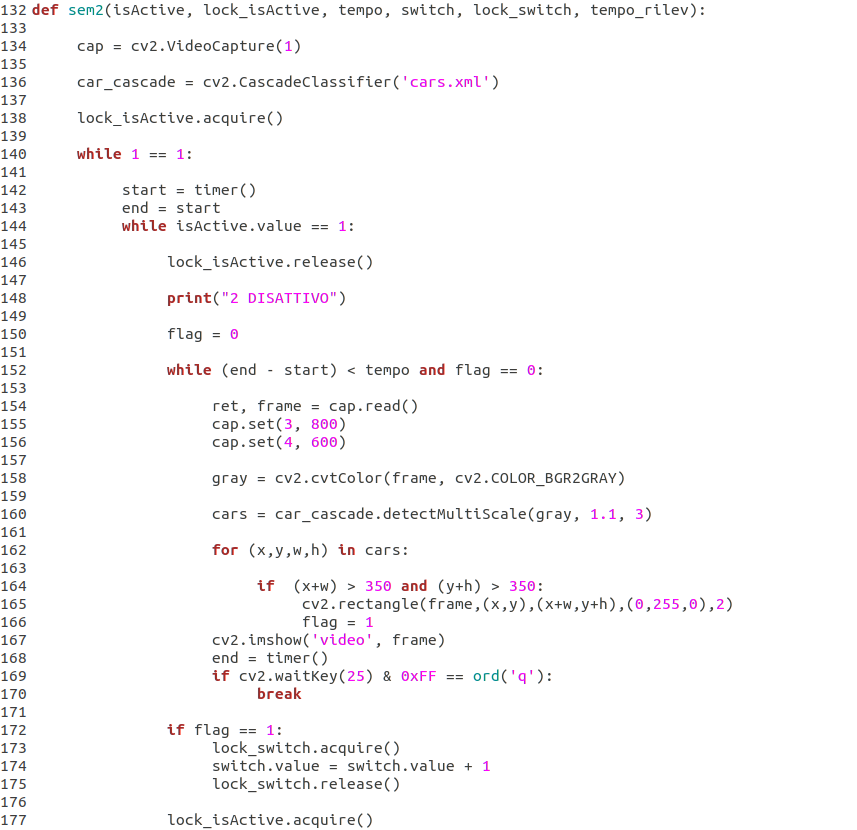 132 def sem2(isActive, lock_isActive, tempo, switch, lock_switch, tempo_rilev):
133
134     cap = cv2.VideoCapture(1)
135
136     car_cascade = cv2.CascadeClassifier('cars.xml')
137
138     lock_isActive.acquire()
139
140     while 1 == 1:
141
142          start = timer()
143          end = start
144          while isActive.value == 1:
145
146               lock_isActive.release()
147
148               print("2 DISATTIVO")
149
150               flag = 0
151
152               while (end - start) < tempo and flag == 0:
153
154                    ret, frame = cap.read()
155                    cap.set(3, 800)
156                    cap.set(4, 600)
157
158                    gray = cv2.cvtColor(frame, cv2.COLOR_BGR2GRAY)
159
160                    cars = car_cascade.detectMultiScale(gray, 1.1, 3)
161
162                    for (x,y,w,h) in cars:
163
164                         if  (x+w) > 350 and (y+h) > 350:
165                              cv2.rectangle(frame,(x,y),(x+w,y+h),(0,255,0),2)
166                              flag = 1
167                    cv2.imshow('video', frame)
168                    end = timer()
169                    if cv2.waitKey(25) & 0xFF == ord('q'):
170                         break
171
172               if flag == 1:
173                    lock_switch.acquire()
174                    switch.value = switch.value + 1
175                    lock_switch.release()
176
177               lock_isActive.acquire()